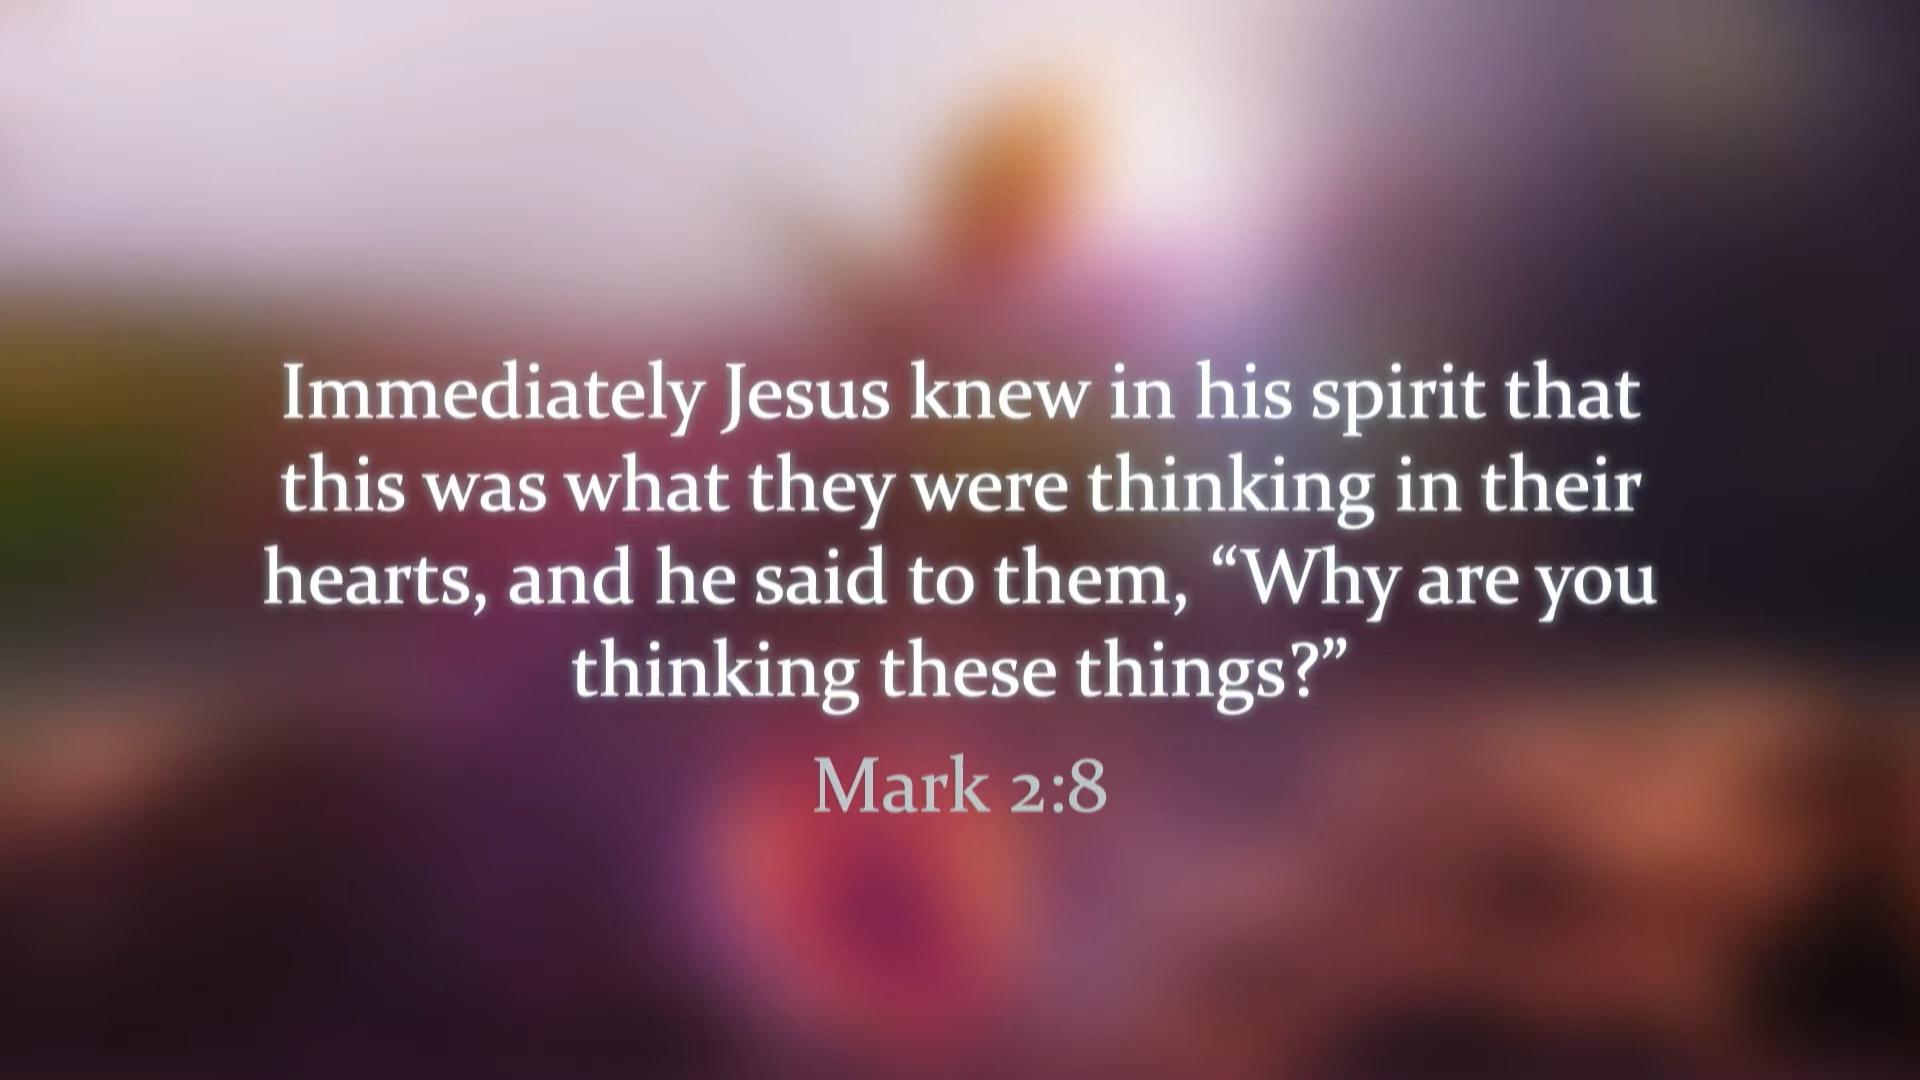 Immediately Jesus knew in his spirit that
this was what they were thinking in their
hearts, and he said to them, “Why are you
thinking these things?”
Mark 2:8